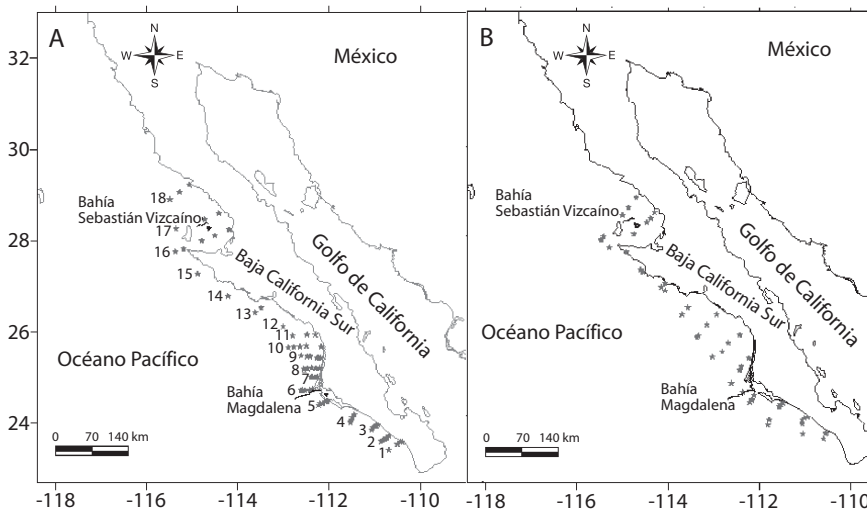 A
N
W E
S
México
32
30
28
26
24
18
Bahía
Sebastián Vizcaíno
17
16
15
14
13
12
11
10
9
8
7
6
5
4
3
2
1
Baja California Sur
Golfo de California
Océano Pacífico
Bahía
Magdalena
0 70 140 km
-118 -116 -114 -112 -110
B
N
W E
S
México
Bahía
Sebastián Vizcaíno
Baja California Sur
Golfo de California
Océano Pacífico
Bahía
Magdalena
0 70 140 km
-118 -116 -114 -112 -110